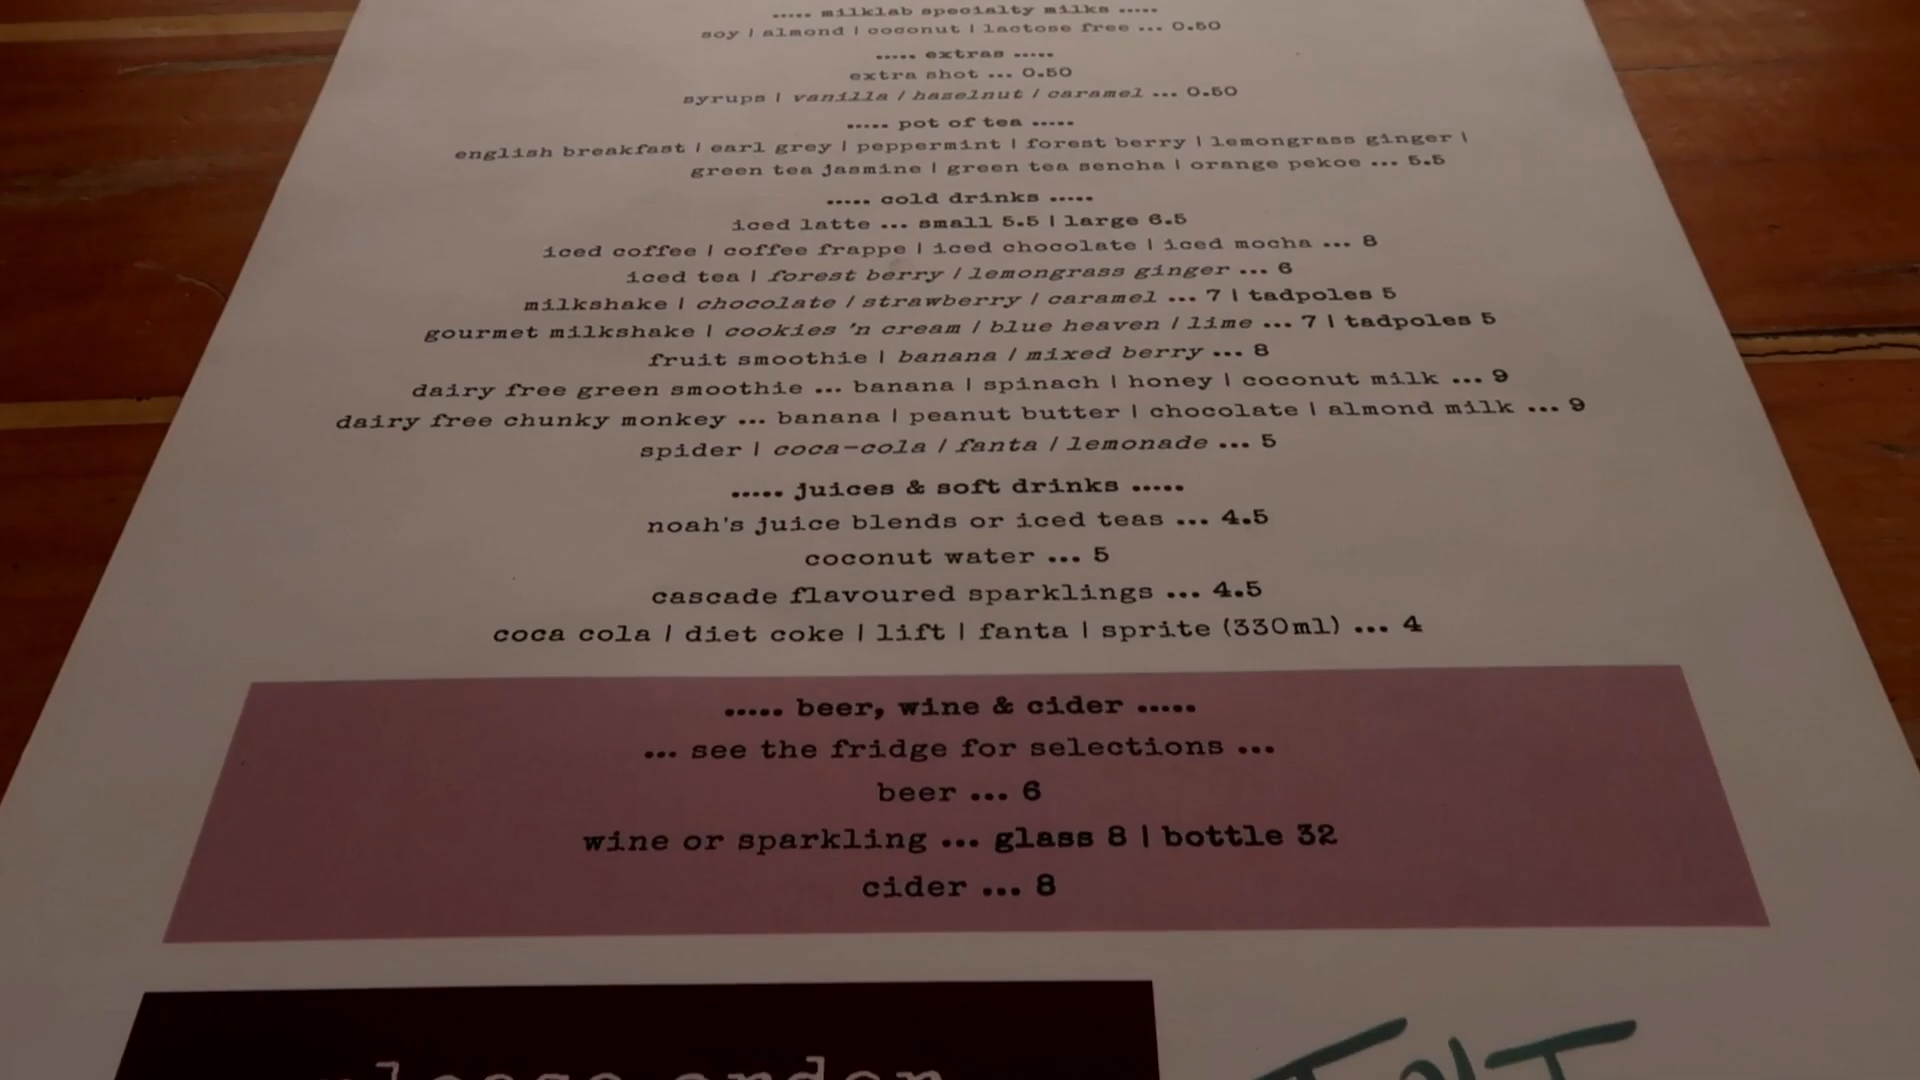 ..... milklab specialty milks .....
soy | almond | coconut | lactose free ... 0.50
..... extras .....
extra shot ... 0.50
syrups | vanilla / hazelnut / caramel ... 0.50
..... pot of tea .....
english breakfast | earl grey | peppermint | forest berry | lemongrass ginger |
green tea jasmine | green tea sencha | orange pekoe ... 5.5
..... cold drinks .....
iced latte ... small 5.5 | large 6.5
iced coffee | coffee frappe | iced chocolate | iced mocha ... 8
iced tea | forest berry / lemongrass ginger ... 6
milkshake | chocolate / strawberry / caramel ... 7 | tadpoles 5
gourmet milkshake | cookies 'n cream / blue heaven / lime ... 7 | tadpoles 5
fruit smoothie | banana / mixed berry ... 8
dairy free green smoothie ... banana | spinach | honey | coconut milk ... 9
dairy free chunky monkey ... banana | peanut butter | chocolate | almond milk ... 9
spider | coca-cola / fanta / lemonade ... 5
..... juices & soft drinks .....
noah's juice blends or iced teas ... 4.5
coconut water ... 5
cascade flavoured sparklings ... 4.5
coca cola | diet coke | lift | fanta | sprite (330ml) ... 4
..... beer, wine & cider .....
... see the fridge for selections ...
beer ... 6
wine or sparkling ... glass 8 | bottle 32
cider ... 8
please order